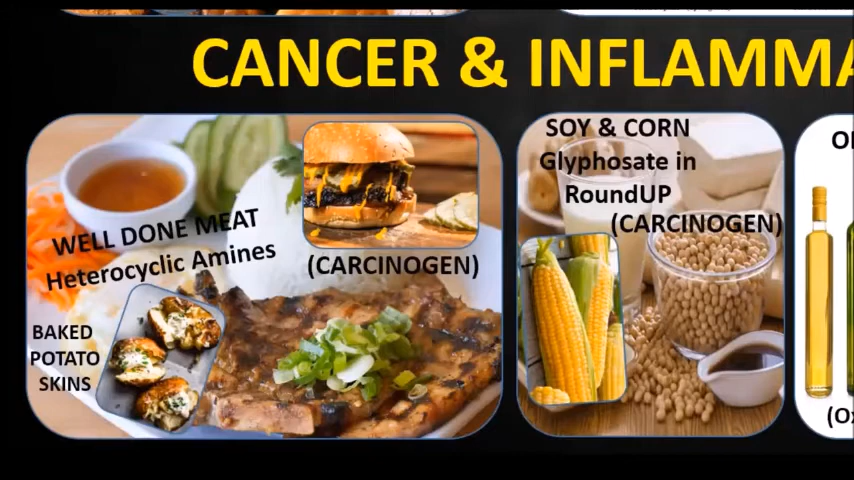 CANCER & INFLAMMA
WELL DONE MEAT
Heterocyclic Amines
(CARCINOGEN)
BAKED
POTATO
SKINS
SOY & CORN
Glyphosate in
RoundUP
(CARCINOGEN)